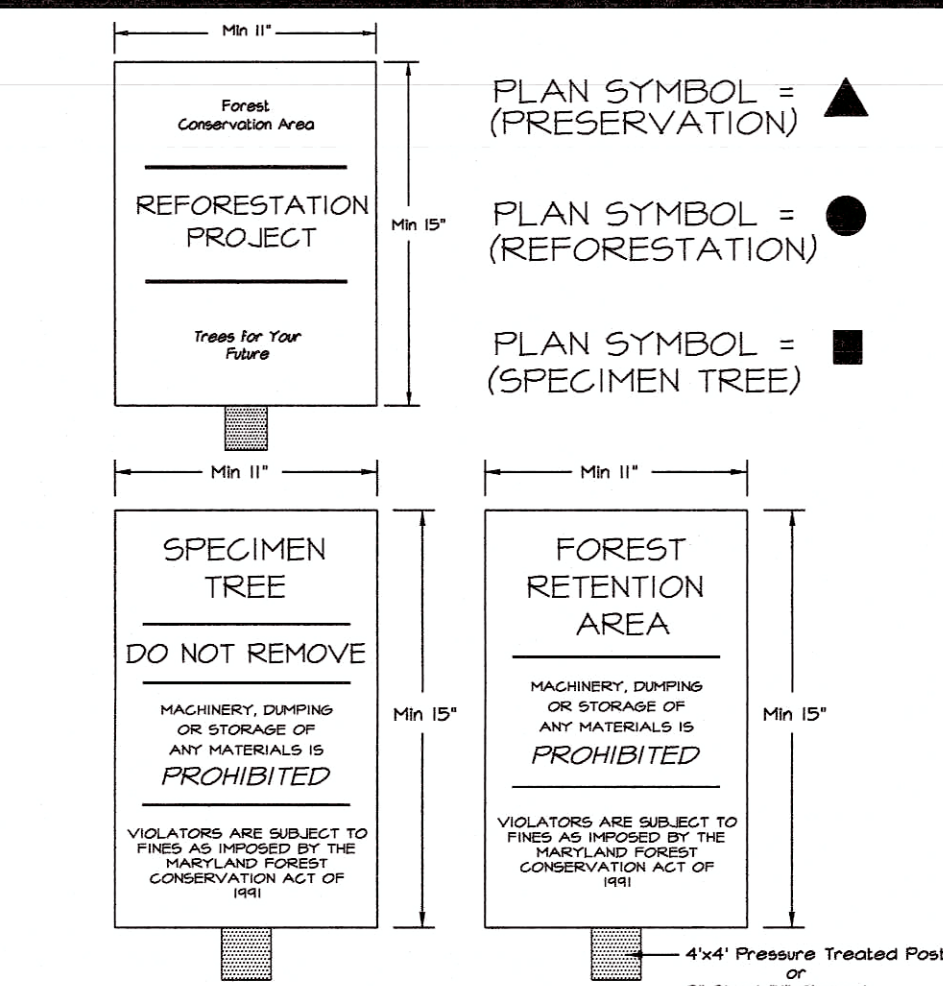 Min 11"
Forest
Conservation Area
REFORESTATION
PROJECT
Trees for Your
Future
Min 15"
PLAN SYMBOL =
(PRESERVATION)
PLAN SYMBOL =
(REFORESTATION)
PLAN SYMBOL =
(SPECIMEN TREE)
Min 11"
SPECIMEN
TREE
DO NOT REMOVE
MACHINERY, DUMPING
OR STORAGE OF
ANY MATERIALS IS
PROHIBITED
VIOLATORS ARE SUBJECT TO
FINES AS IMPOSED BY THE
MARYLAND FOREST
CONSERVATION ACT OF
1991
Min 15"
Min 11"
FOREST
RETENTION
AREA
MACHINERY, DUMPING
OR STORAGE OF
ANY MATERIALS IS
PROHIBITED
VIOLATORS ARE SUBJECT TO
FINES AS IMPOSED BY THE
MARYLAND FOREST
CONSERVATION ACT OF
1991
Min 15"
4'x4' Pressure Treated Post
or